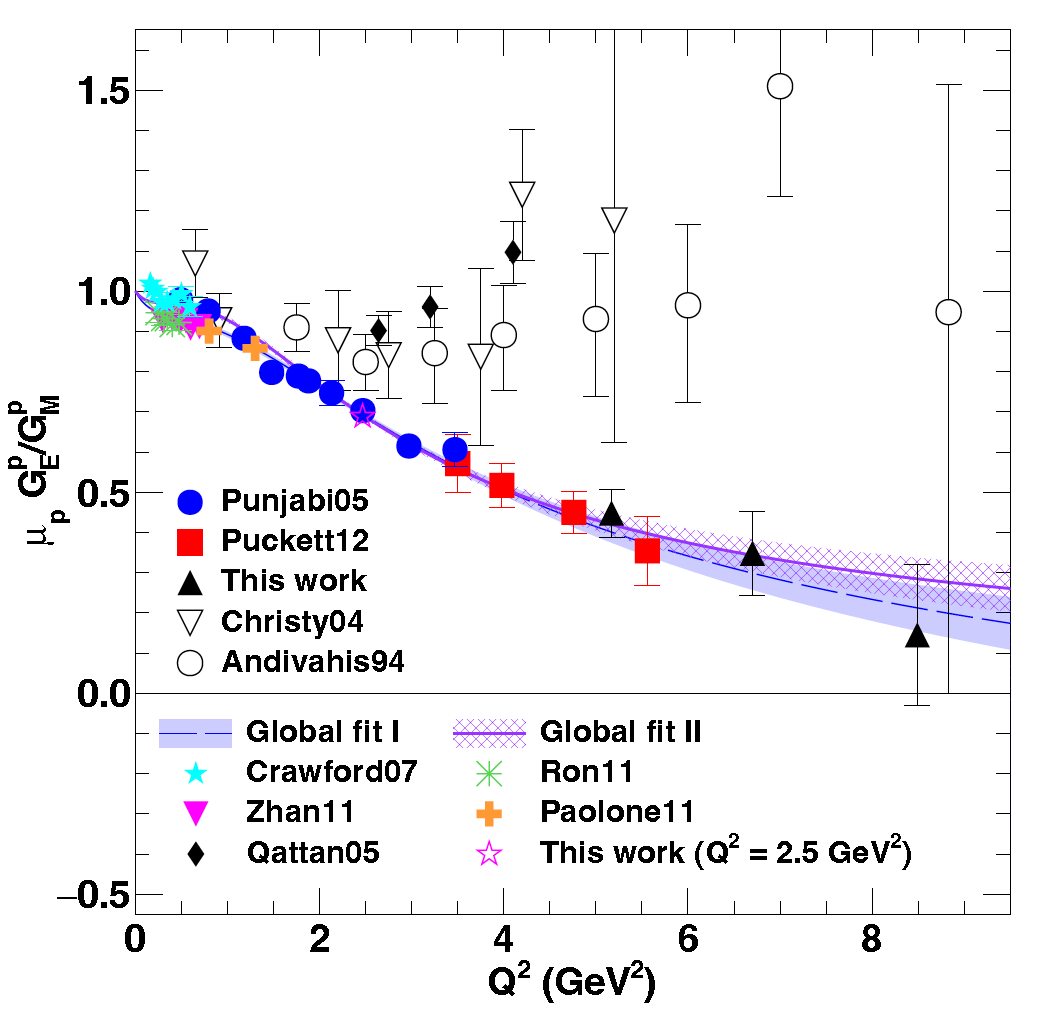 1.5
1.0
0.5
0.0
−0.5
μp GEp/GMp
Punjabi05
Puckett12
This work
Christy04
Andivahis94
Global fit I
Global fit II
Crawford07
Ron11
Zhan11
Paolone11
Qattan05
This work (Q² = 2.5 GeV²)
0 2 4 6 8
Q² (GeV²)